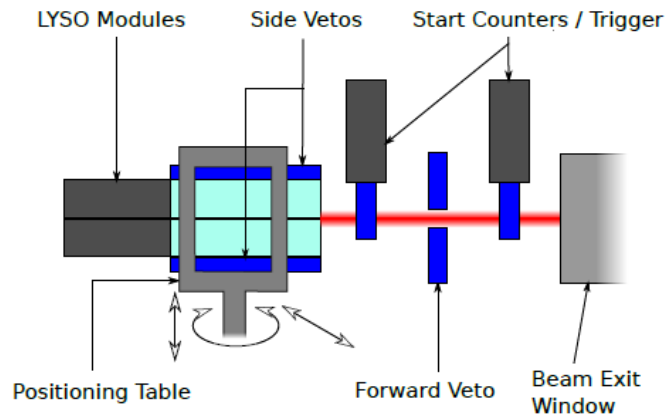 LYSO Modules
Side Vetos
Start Counters / Trigger
Positioning Table
Forward Veto
Beam Exit
Window